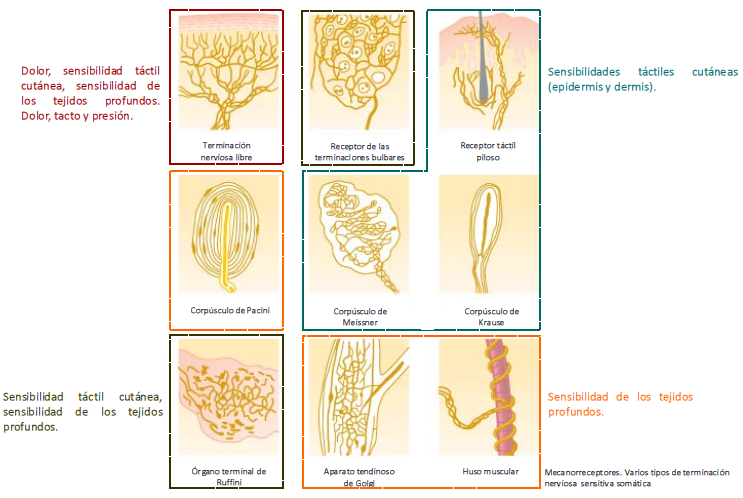 Dolor, sensibilidad táctil
cutánea, sensibilidad de
los tejidos profundos.
Dolor, tacto y presión.
Terminación
nerviosa libre
Receptor de las
terminaciones bulbares
Receptor táctil
piloso
Sensibilidades táctiles cutáneas
(epidermis y dermis).
Corpúsculo de Pacini
Corpúsculo de
Meissner
Corpúsculo de
Krause
Sensibilidad táctil cutánea,
sensibilidad de los tejidos
profundos.
Órgano terminal de
Ruffini
Aparato tendinoso
de Golgi
Huso muscular
Sensibilidad de los tejidos
profundos.
Mecanorreceptores. Varios tipos de terminación
nerviosa sensitiva somática